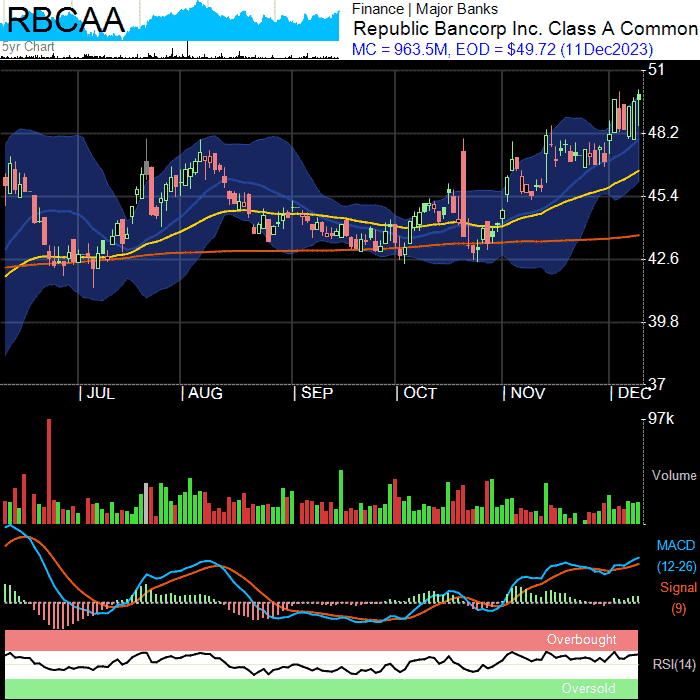 RBCAA
5yr Chart
Finance | Major Banks
Republic Bancorp Inc. Class A Common
MC = 963.5M, EOD = $49.72 (11Dec2023)
51
48.2
45.4
42.6
39.8
37
JUL
AUG
SEP
OCT
NOV
DEC
97k
Volume
MACD
(12-26)
Signal
(9)
Overbought
RSI(14)
Oversold